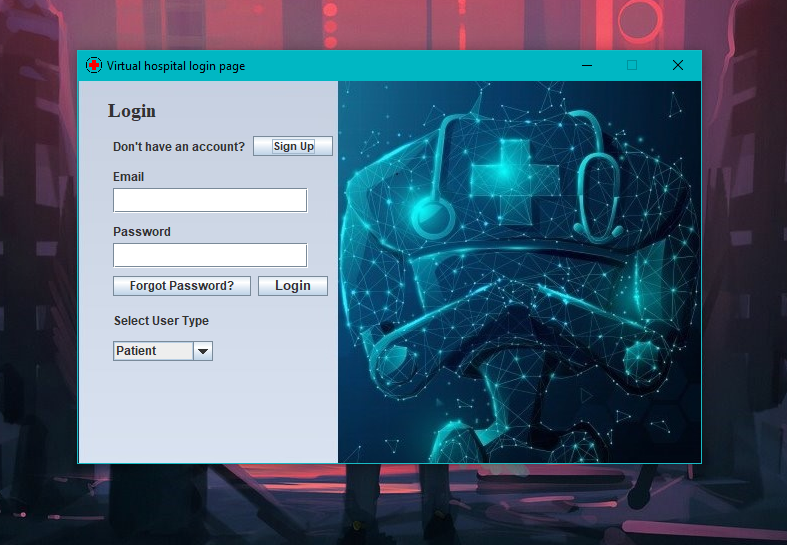 Virtual hospital login page
Login
Don't have an account? Sign Up
Email
Password
Forgot Password? Login
Select User Type
Patient